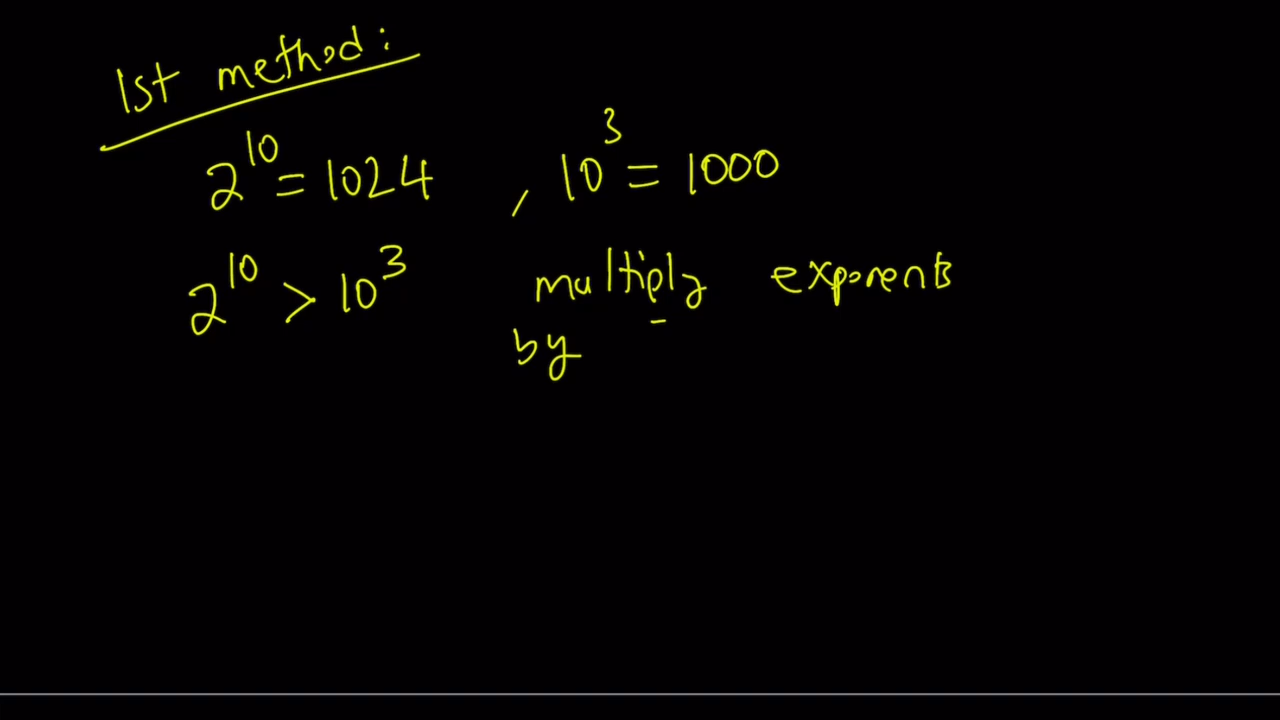 1st method:
2^10 = 1024 , 10^3 = 1000
2^10 > 10^3 multiply exponents
by